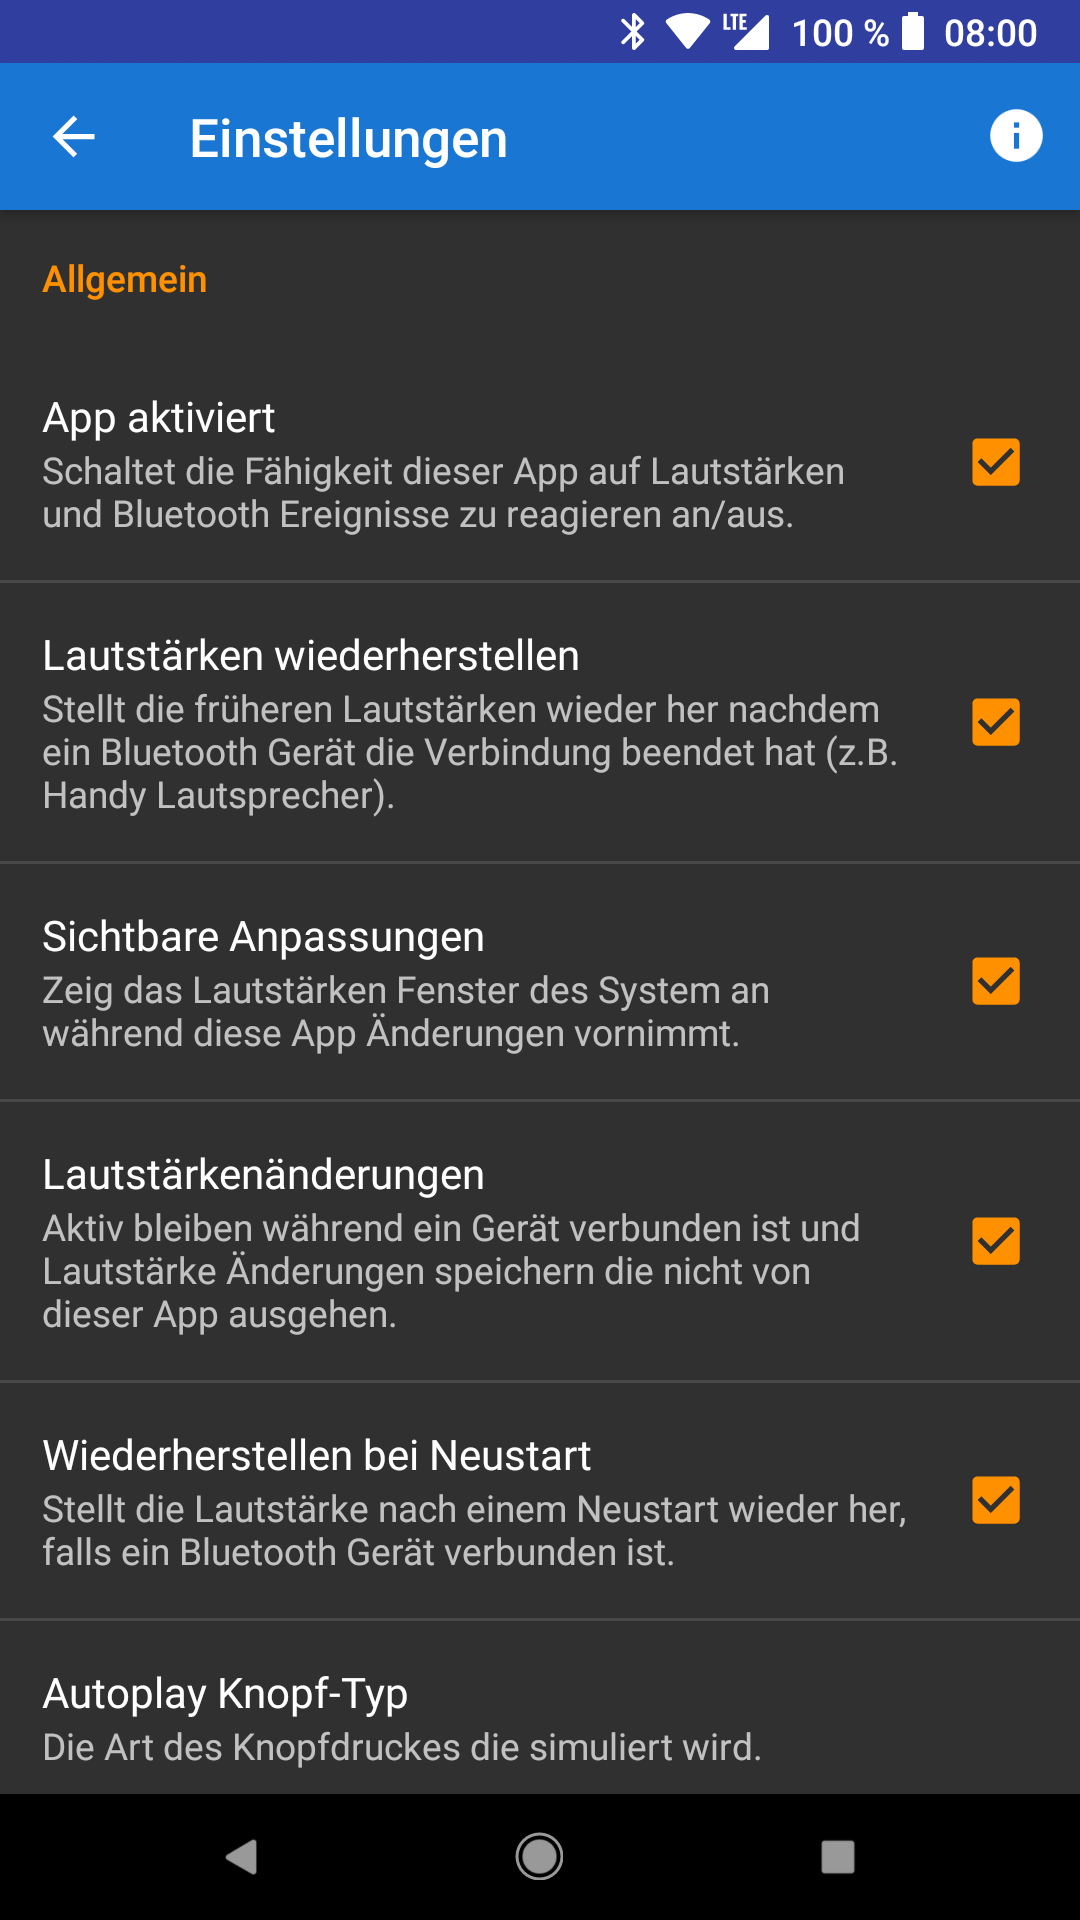 LTE 100 % 08:00
Einstellungen
Allgemein
App aktiviert
Schaltet die Fähigkeit dieser App auf Lautstärken
und Bluetooth Ereignisse zu reagieren an/aus.
Lautstärken wiederherstellen
Stellt die früheren Lautstärken wieder her nachdem
ein Bluetooth Gerät die Verbindung beendet hat (z.B.
Handy Lautsprecher).
Sichtbare Anpassungen
Zeig das Lautstärken Fenster des System an
während diese App Änderungen vornimmt.
Lautstärkenänderungen
Aktiv bleiben während ein Gerät verbunden ist und
Lautstärke Änderungen speichern die nicht von
dieser App ausgehen.
Wiederherstellen bei Neustart
Stellt die Lautstärke nach einem Neustart wieder her,
falls ein Bluetooth Gerät verbunden ist.
Autoplay Knopf-Typ
Die Art des Knopfdruckes die simuliert wird.